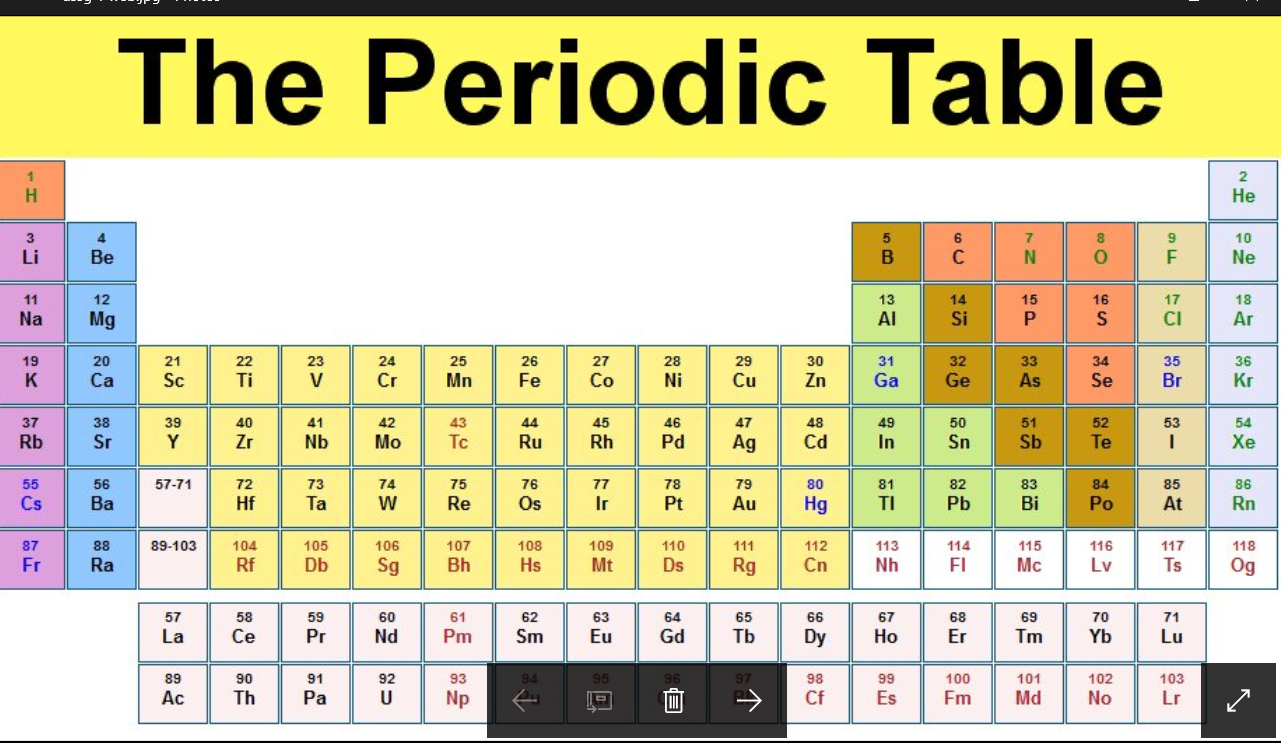 The Periodic Table
1 2
H He
3 4 5 6 7 8 9 10
Li Be B C N O F Ne
11 12 13 14 15 16 17 18
Na Mg Al Si P S Cl Ar
19 20 21 22 23 24 25 26 27 28 29 30 31 32 33 34 35 36
K Ca Sc Ti V Cr Mn Fe Co Ni Cu Zn Ga Ge As Se Br Kr
37 38 39 40 41 42 43 44 45 46 47 48 49 50 51 52 53 54
Rb Sr Y Zr Nb Mo Tc Ru Rh Pd Ag Cd In Sn Sb Te I Xe
55 56 57-71 72 73 74 75 76 77 78 79 80 81 82 83 84 85 86
Cs Ba Hf Ta W Re Os Ir Pt Au Hg Tl Pb Bi Po At Rn
87 88 89-103 104 105 106 107 108 109 110 111 112 113 114 115 116 117 118
Fr Ra Rf Db Sg Bh Hs Mt Ds Rg Cn Nh Fl Mc Lv Ts Og
57 58 59 60 61 62 63 64 65 66 67 68 69 70 71
La Ce Pr Nd Pm Sm Eu Gd Tb Dy Ho Er Tm Yb Lu
89 90 91 92 93 94 95 96 97 98 99 100 101 102 103
Ac Th Pa U Np Cf Es Fm Md No Lr